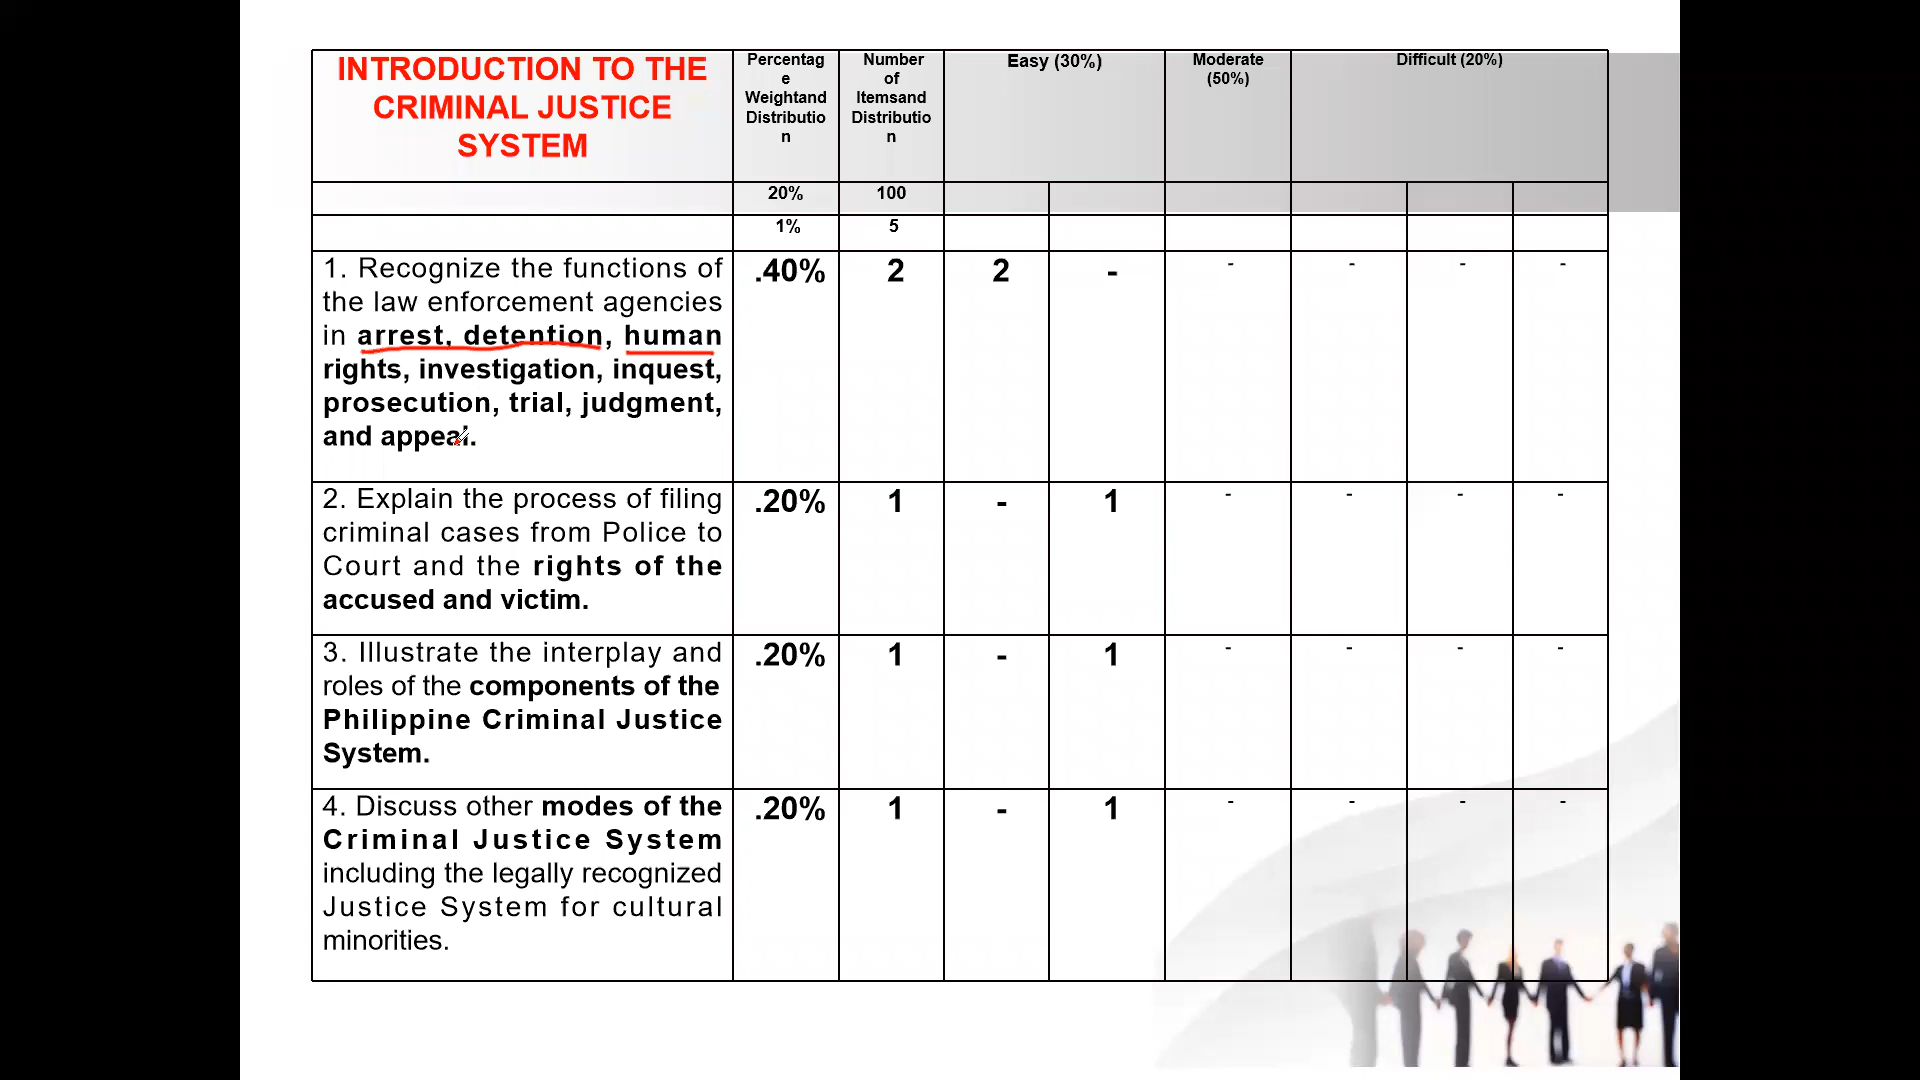 INTRODUCTION TO THE
CRIMINAL JUSTICE
SYSTEM
Percentag
e
Weightand
Distributio
n
Number
of
Itemsand
Distributio
n
Easy (30%)
Moderate
(50%)
Difficult (20%)
20% 100
1% 5
1. Recognize the functions of
the law enforcement agencies
in arrest, detention, human
rights, investigation, inquest,
prosecution, trial, judgment,
and appeal.
.40% 2 2 - - - - -
2. Explain the process of filing
criminal cases from Police to
Court and the rights of the
accused and victim.
.20% 1 - 1 - - - -
3. Illustrate the interplay and
roles of the components of the
Philippine Criminal Justice
System.
.20% 1 - 1 - - - -
4. Discuss other modes of the
Criminal Justice System
including the legally recognized
Justice System for cultural
minorities.
.20% 1 - 1 - - - -